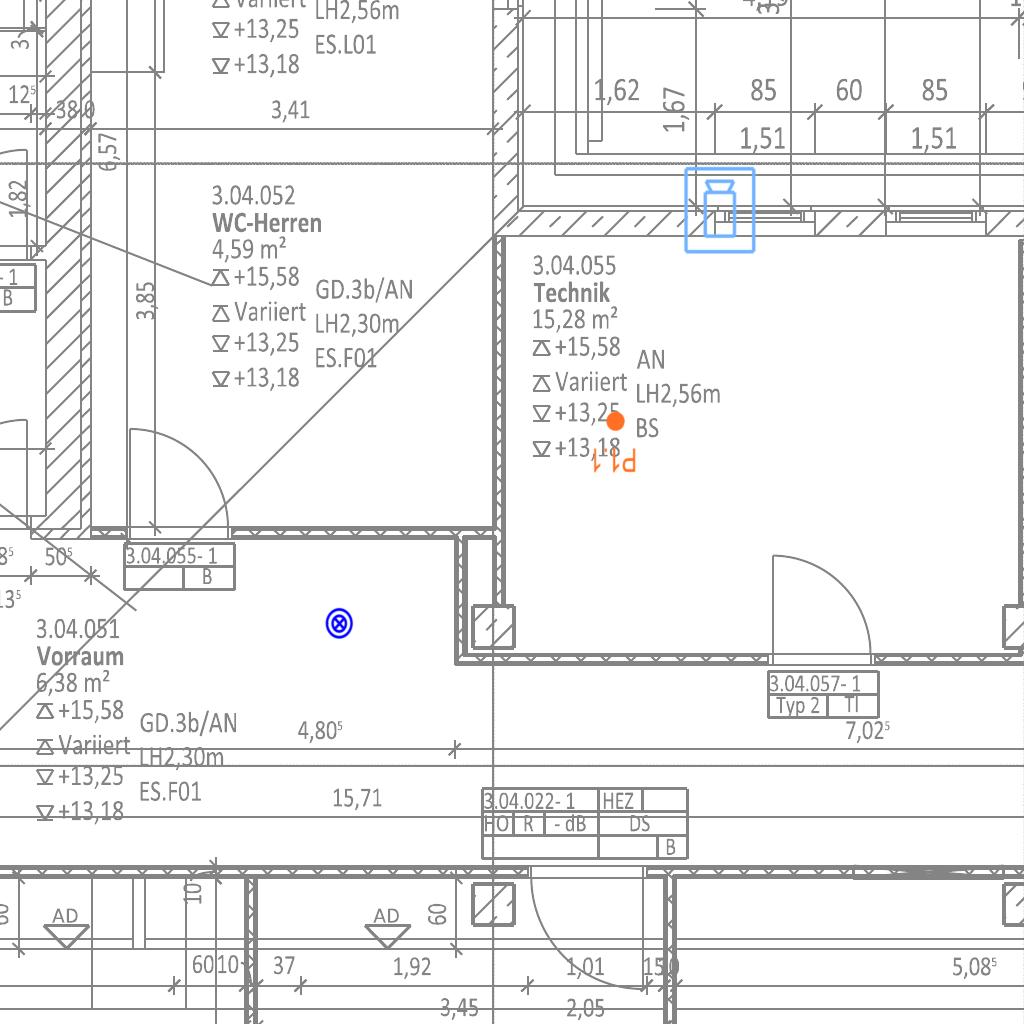 Variiert
+13,25
+13,18
LH2,56m
ES.L01
12⁵
38,0
3,41
6,57
1,82
3,85
1,62
1,67
85
60
85
1,51
1,51
3.04.052
WC-Herren
4,59 m²
+15,58
Variiert
+13,25
+13,18
GD.3b/AN
LH2,30m
ES.F01
- 1
B
3.04.055
Technik
15,28 m²
+15,58
Variiert
+13,25
+13,18
AN
LH2,56m
BS
P11
3.04.055- 1
B
8⁵
50⁵
13⁵
3.04.051
Vorraum
6,38 m²
+15,58
Variiert
+13,25
+13,18
GD.3b/AN
LH2,30m
ES.F01
4,80⁵
15,71
3.04.057- 1
Typ 2
TI
7,02⁵
3.04.022- 1
HEZ
HO
R
- dB
DS
B
60
10
AD
AD
60
60
10
37
1,92
1,01
15,0
5,08⁵
3,45
2,05